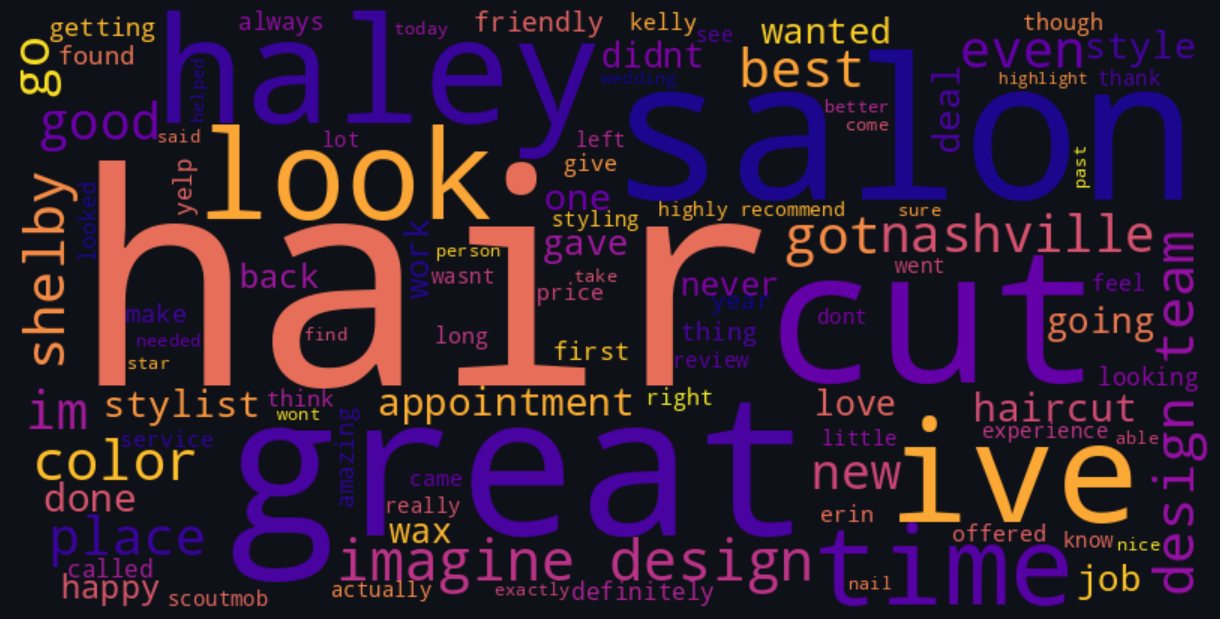 getting
always
today
friendly
kelly
see
wanted
though
go
found
haley
helped
didnt
wedding
best
salon
even
style
highlight
thank
good
said
look
lot
left
better
come
deal
past
yelp
give
shelby
looked
hair
one
styling
highly recommend
sure
got
nashville
work
person
gave
back
wasnt
take
price
never
year
went
feel
cut
design team
make
needed
find
long
first
thing
review
dont
going
star
looking
im
stylist
think
wont
appointment
right
love
haircut
service
amazing
great
little
experience
able
color
new
ive
done
came
really
wax
erin
place
called
imagine design
time
offered
know
nice
happy
scoutmob
actually
exactly
definitely
nail
job